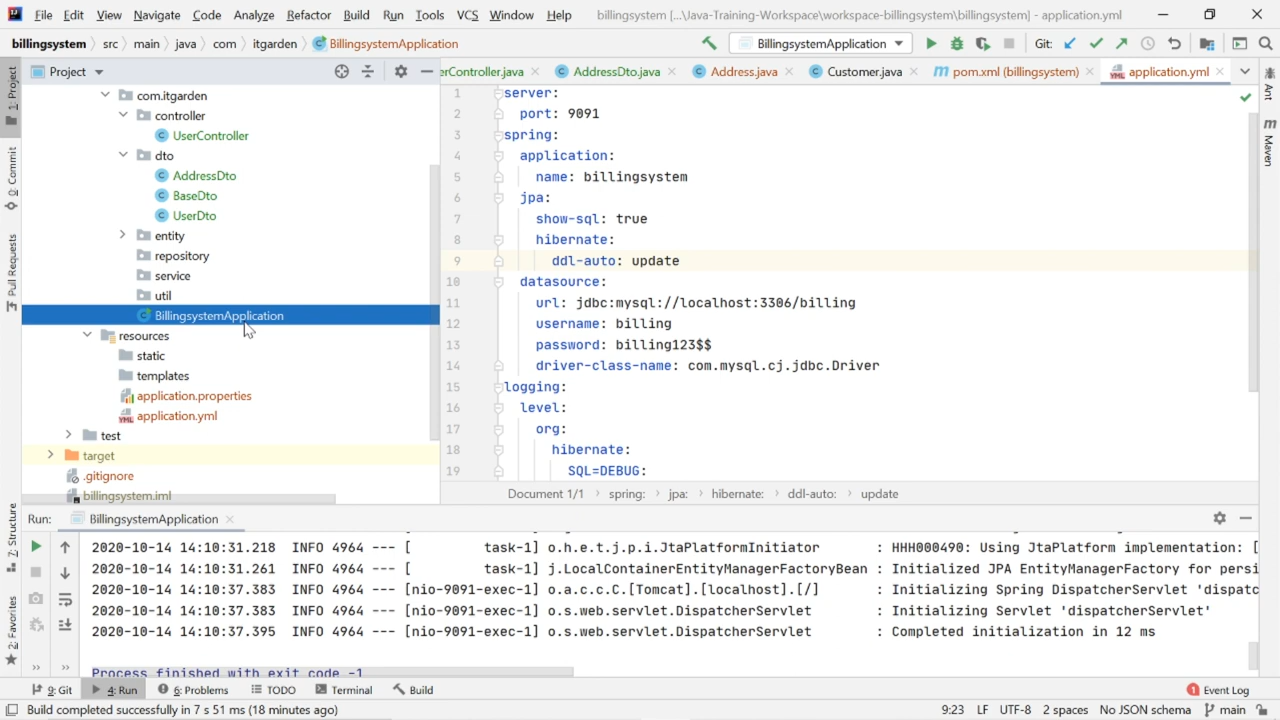 File Edit View Navigate Code Analyze Refactor Build Run Tools VCS Window Help billingsystem [...\Java-Training-Workspace\workspace-billingsystem\billingsystem] - application.yml
billingsystem src main java com itgarden BillingsystemApplication BillingsystemApplication Git:
Project erController.java AddressDto.java Address.java Customer.java pom.xml (billingsystem) application.yml
1: Project
0: Commit
Pull Requests
7: Structure
2: Favorites
Ant
Maven
com.itgarden
controller
UserController
dto
AddressDto
BaseDto
UserDto
entity
repository
service
util
BillingsystemApplication
resources
static
templates
application.properties
application.yml
test
target
.gitignore
billingsystem.iml
1 server:
2 port: 9091
3 spring:
4 application:
5 name: billingsystem
6 jpa:
7 show-sql: true
8 hibernate:
9 ddl-auto: update
10 datasource:
11 url: jdbc:mysql://localhost:3306/billing
12 username: billing
13 password: billing123$$
14 driver-class-name: com.mysql.cj.jdbc.Driver
15 logging:
16 level:
17 org:
18 hibernate:
19 SQL=DEBUG:
Document 1/1 › spring: › jpa: › hibernate: › ddl-auto: › update
Run: BillingsystemApplication
2020-10-14 14:10:31.218 INFO 4964 --- [ task-1] o.h.e.t.j.p.i.JtaPlatformInitiator : HHH000490: Using JtaPlatform implementation: [
2020-10-14 14:10:31.261 INFO 4964 --- [ task-1] j.LocalContainerEntityManagerFactoryBean : Initialized JPA EntityManagerFactory for persi
2020-10-14 14:10:37.383 INFO 4964 --- [nio-9091-exec-1] o.a.c.c.C.[Tomcat].[localhost].[/] : Initializing Spring DispatcherServlet 'dispatc
2020-10-14 14:10:37.383 INFO 4964 --- [nio-9091-exec-1] o.s.web.servlet.DispatcherServlet : Initializing Servlet 'dispatcherServlet'
2020-10-14 14:10:37.395 INFO 4964 --- [nio-9091-exec-1] o.s.web.servlet.DispatcherServlet : Completed initialization in 12 ms
Process finished with exit code -1
9: Git 4: Run 6: Problems TODO Terminal Build 1 Event Log
Build completed successfully in 7 s 51 ms (18 minutes ago) 9:23 LF UTF-8 2 spaces No JSON schema main